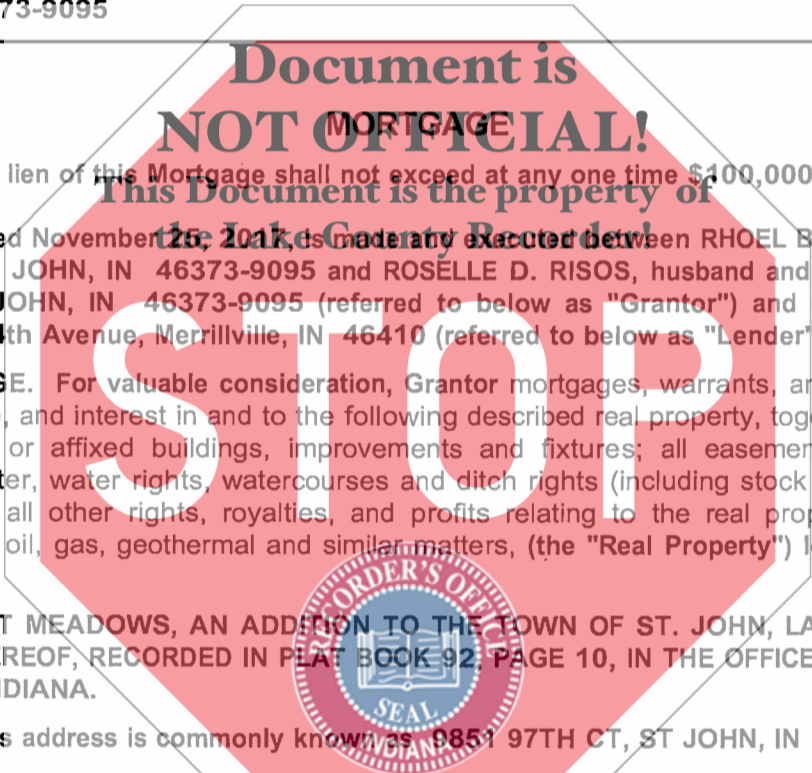 73-9095
Document is
NOT OFFICIAL!
MORTGAGE
lien of this Mortgage shall not exceed at any one time $100,000
This Document is the property of
the Lake County Recorder!
ed November 25, 2017, is made and executed between RHOEL B
JOHN, IN 46373-9095 and ROSELLE D. RISOS, husband and
JOHN, IN 46373-9095 (referred to below as "Grantor") and
4th Avenue, Merrillville, IN 46410 (referred to below as "Lender"
STOP
GE. For valuable consideration, Grantor mortgages, warrants, an
, and interest in and to the following described real property, tog
or affixed buildings, improvements and fixtures; all easemen
ter, water rights, watercourses and ditch rights (including stock
all other rights, royalties, and profits relating to the real prop
oil, gas, geothermal and similar matters, (the "Real Property") l
RECORDER'S OFFICE
SEAL
INDIANA
T MEADOWS, AN ADDITION TO THE TOWN OF ST. JOHN, LA
REOF, RECORDED IN PLAT BOOK 92, PAGE 10, IN THE OFFICE
NDIANA.
s address is commonly known as 9851 97TH CT, ST JOHN, IN